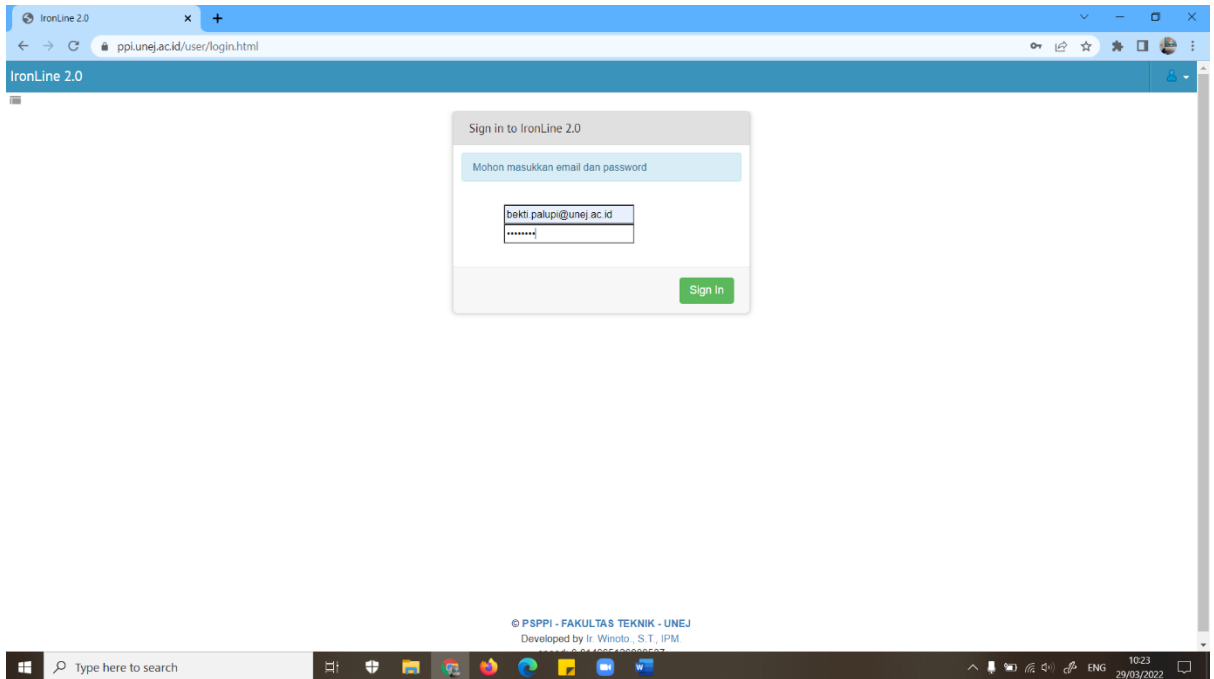 IronLine 2.0
ppi.unej.ac.id/user/login.html
IronLine 2.0
Sign in to IronLine 2.0
Mohon masukkan email dan password
bekti.palupi@unej.ac.id
••••••••
Sign In
© PSPPI - FAKULTAS TEKNIK - UNEJ
Developed by Ir. Winoto., S.T., IPM.
Type here to search
ENG
10:23
29/03/2022